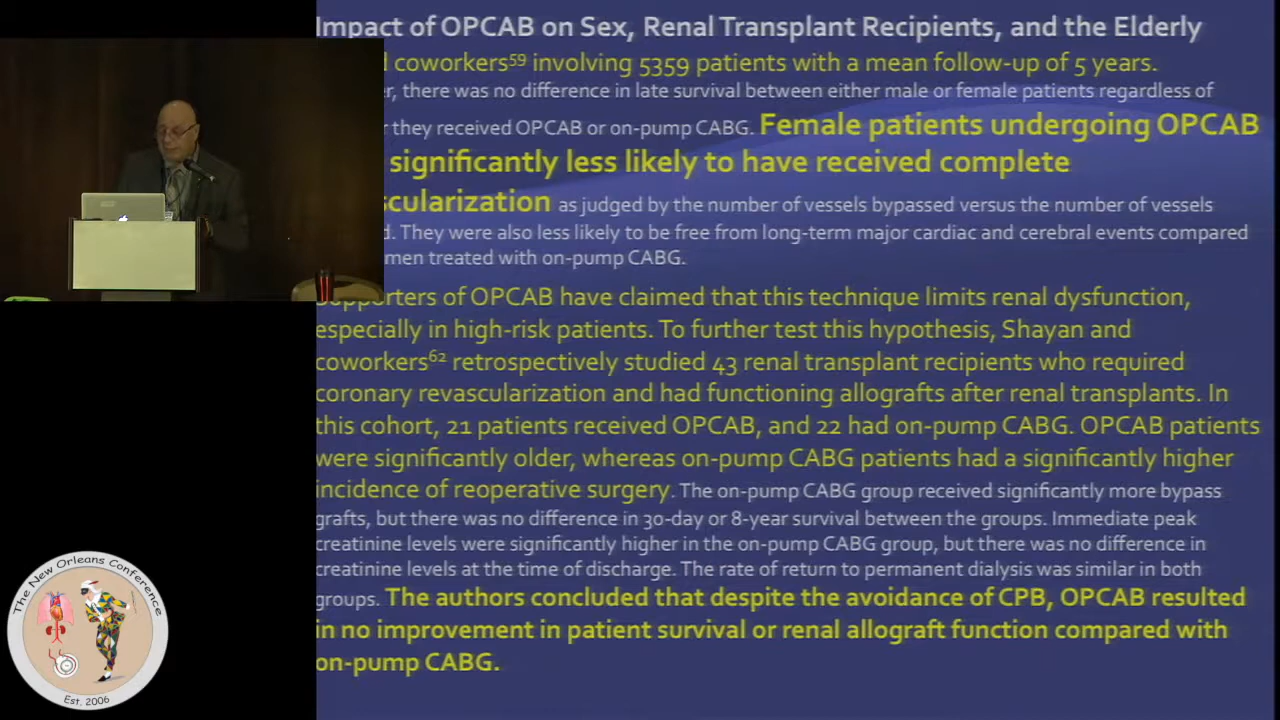 Impact of OPCAB on Sex, Renal Transplant Recipients, and the Elderly
coworkers59 involving 5359 patients with a mean follow-up of 5 years.
there was no difference in late survival between either male or female patients regardless of
they received OPCAB or on-pump CABG. Female patients undergoing OPCAB
significantly less likely to have received complete
as judged by the number of vessels bypassed versus the number of vessels
They were also less likely to be free from long-term major cardiac and cerebral events compared
men treated with on-pump CABG.
Supporters of OPCAB have claimed that this technique limits renal dysfunction,
especially in high-risk patients. To further test this hypothesis, Shayan and
coworkers62 retrospectively studied 43 renal transplant recipients who required
coronary revascularization and had functioning allografts after renal transplants. In
this cohort, 21 patients received OPCAB, and 22 had on-pump CABG. OPCAB patients
were significantly older, whereas on-pump CABG patients had a significantly higher
incidence of reoperative surgery. The on-pump CABG group received significantly more bypass
grafts, but there was no difference in 30-day or 8-year survival between the groups. Immediate peak
creatinine levels were significantly higher in the on-pump CABG group, but there was no difference in
creatinine levels at the time of discharge. The rate of return to permanent dialysis was similar in both
groups. The authors concluded that despite the avoidance of CPB, OPCAB resulted
in no improvement in patient survival or renal allograft function compared with
on-pump CABG.
The New Orleans Conference
Est. 2006